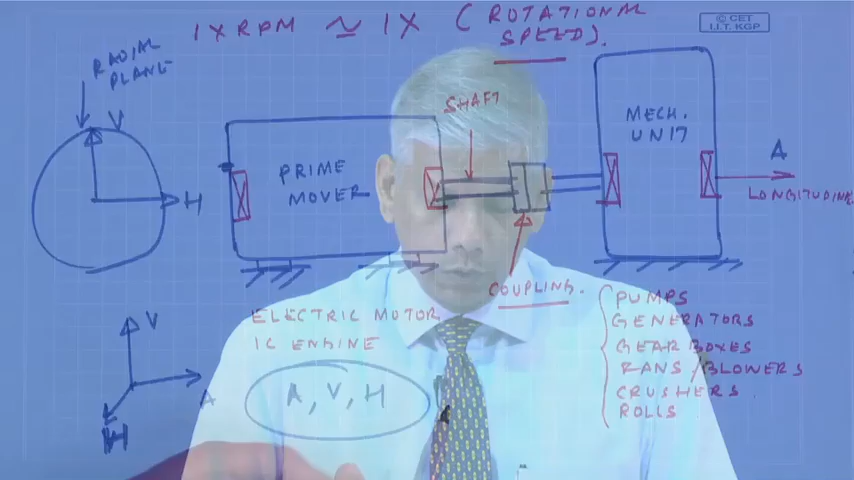 1 X RPM ≃ 1X ( ROTATIONAL
SPEED).
© CET
I.I.T. KGP
RADIAL
PLANE
V
H
SHAFT
PRIME
MOVER
MECH.
UNIT
A
LONGITUDINAL
COUPLING.
ELECTRIC MOTOR
IC ENGINE
A, V, H
V
A
H
PUMPS
GENERATORS
GEAR BOXES
FANS / BLOWERS
CRUSHERS
ROLLS